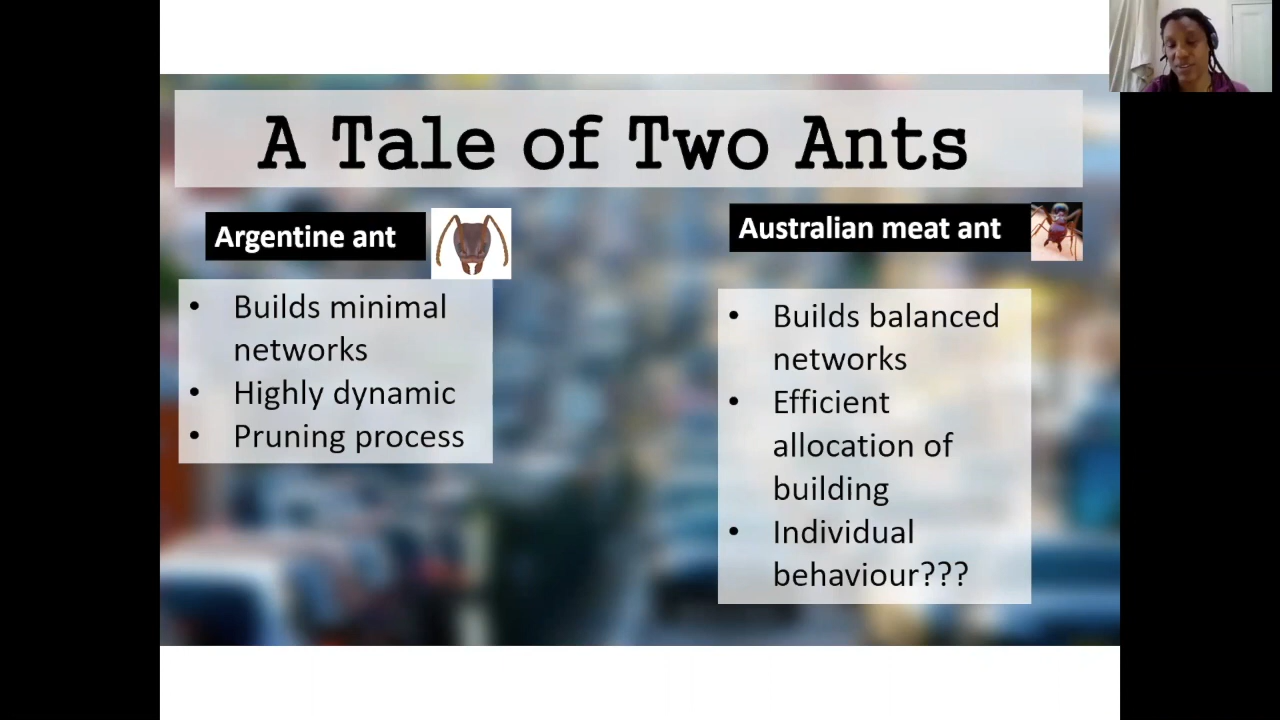 A Tale of Two Ants
Argentine ant
• Builds minimal
networks
• Highly dynamic
• Pruning process
Australian meat ant
• Builds balanced
networks
• Efficient
allocation of
building
• Individual
behaviour???